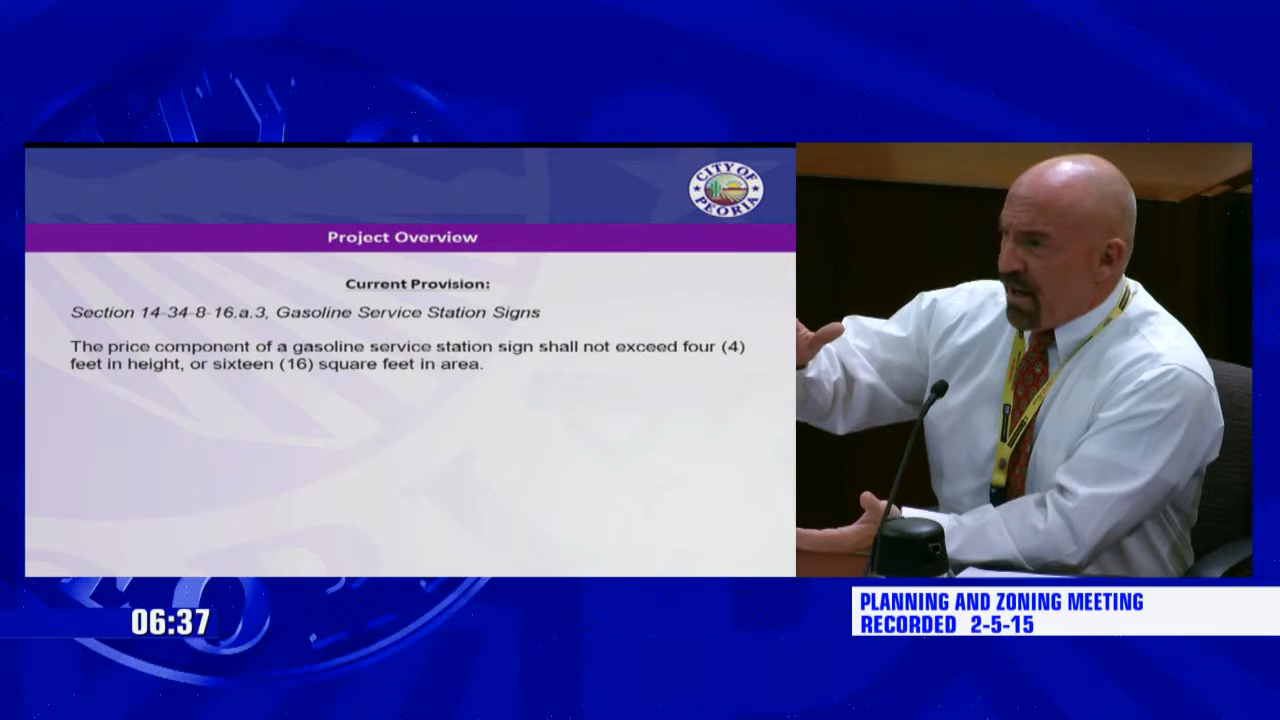 CITY OF
PEORIA
Project Overview
Current Provision:
Section 14-34-8-16.a.3, Gasoline Service Station Signs
The price component of a gasoline service station sign shall not exceed four (4)
feet in height, or sixteen (16) square feet in area.
06:37
PLANNING AND ZONING MEETING
RECORDED 2-5-15